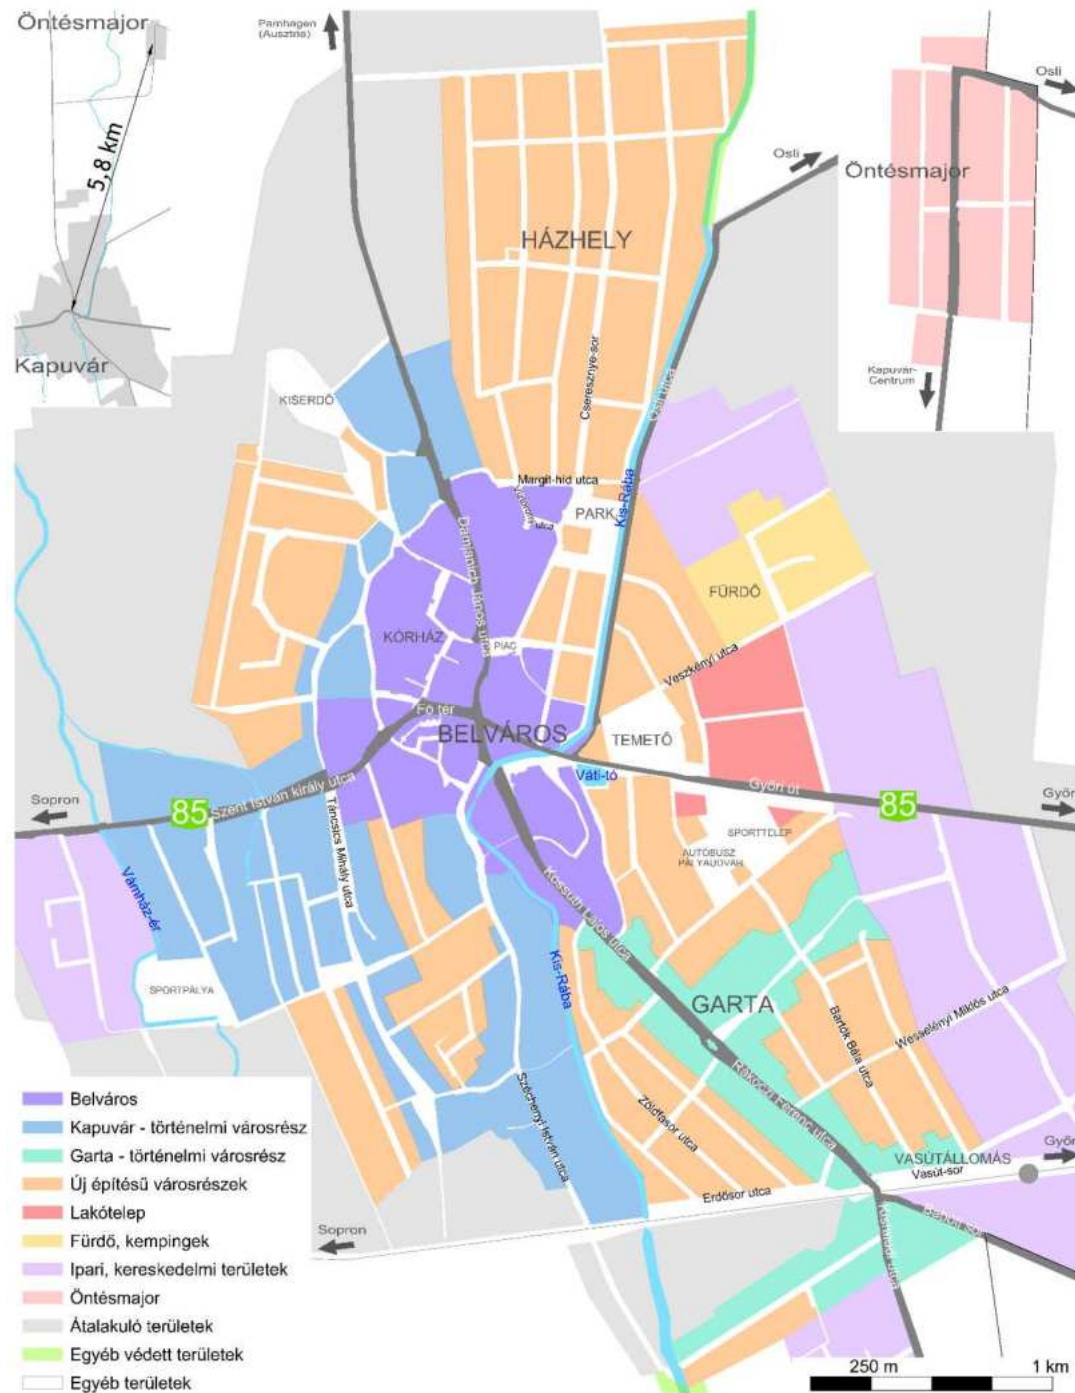 Öntésmajor
5,8 km
Kapuvár
Pamhagen
(Ausztria)
Osli
Öntésmajor
Kapuvár-
Centrum
Osli
HÁZHELY
KISERDŐ
Cseresznye-sor
Osli utca
Margit-híd utca
PARK
Kis-Rába
Damjanich János utca
FÜRDŐ
KÓRHÁZ
PIAC
Veszkényi utca
Fő tér
BELVÁROS
TEMETŐ
Váti-tó
Győri út
Sopron
85
Szent István király utca
85
Győr
Táncsics Mihály utca
SPORTTELEP
AUTÓBUSZ
PÁLYAUDVAR
Vámház-ér
Kossuth Lajos utca
Kis-Rába
SPORTPÁLYA
GARTA
Bartók Béla utca
Wesselényi Miklós utca
Rákóczi Ferenc utca
Széchenyi István utca
Zöldfasor utca
VASÚTÁLLOMÁS
Győr
Vasút-sor
Erdősor utca
Sopron
Belváros
Kapuvár - történelmi városrész
Garta - történelmi városrész
Új építésű városrészek
Lakótelep
Fürdő, kempingek
Ipari, kereskedelmi területek
Öntésmajor
Átalakuló területek
Egyéb védett területek
Egyéb területek
250 m
1 km